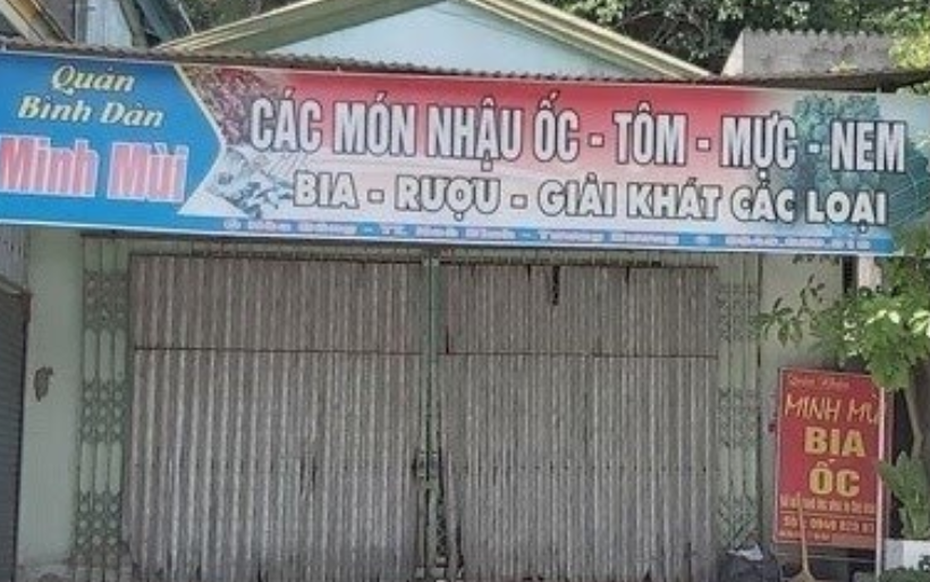 Quán
Bình Dân
Minh Mùi
CÁC MÓN NHẬU ỐC - TÔM - MỰC - NEM
BIA - RƯỢU - GIẢI KHÁT CÁC LOẠI
MINH MÙI
BIA
ỐC